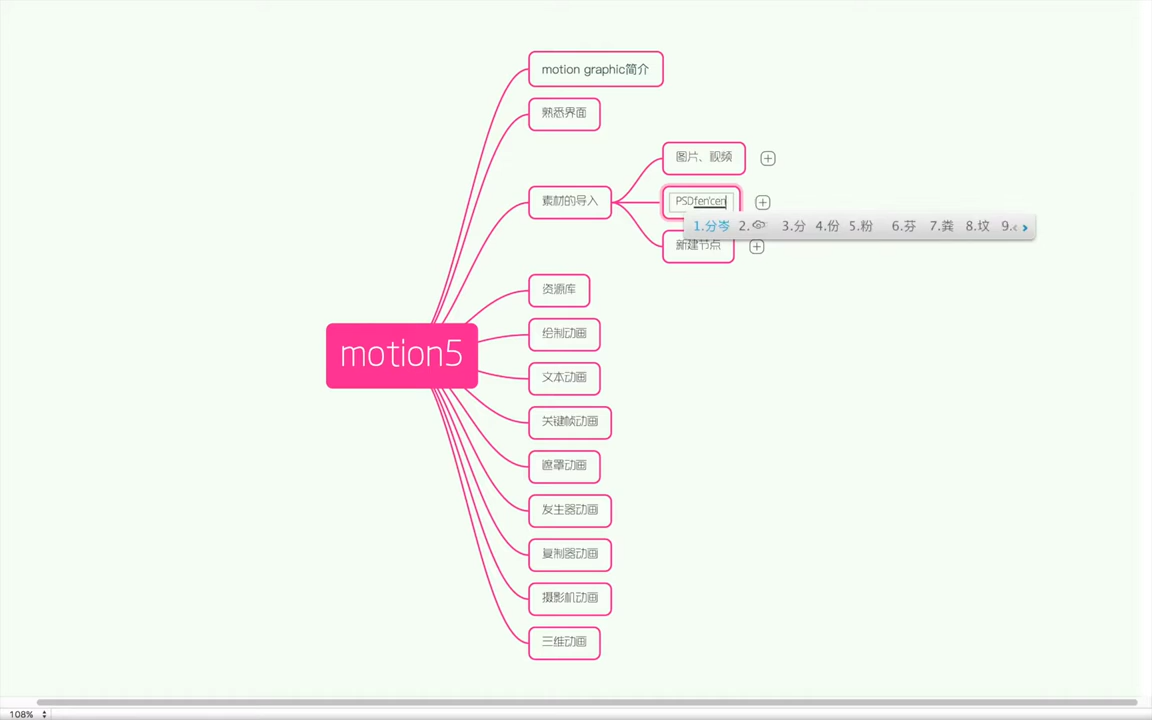 motion graphic简介
熟悉界面
图片、视频
素材的导入
PSDfen'cen
1.分岑 2. 3.分 4.份 5.粉 6.芬 7.粪 8.坟 9.
新建节点
资源库
绘制动画
motion5
文本动画
关键帧动画
遮罩动画
发生器动画
复制器动画
摄影机动画
三维动画
108%